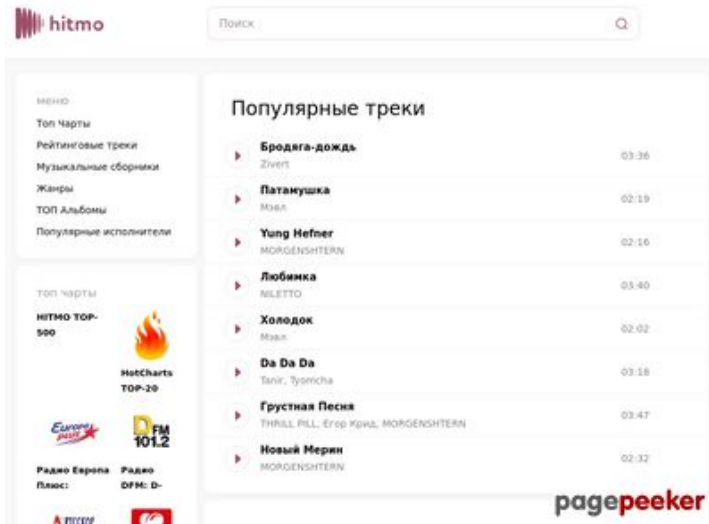 hitmo
Поиск
меню
Топ Чарты
Рейтинговые треки
Музыкальные сборники
Жанры
ТОП Альбомы
Популярные исполнители
топ чарты
HITMO TOP-
500
HotCharts
TOP-20
Europa
plus
DFM
101.2
Радио Европа
Плюс:
Радио
DFM: D-
Популярные треки
Бродяга-дождь
03:36
Zivert
Патамушка
02:19
Мэвл
Yung Hefner
02:16
MORGENSHTERN
Любимка
03:40
NILETTO
Холодок
02:02
Мэвл
Da Da Da
03:18
Tanir, Tyomcha
Грустная Песня
03:47
THRILL PILL, Егор Крид, MORGENSHTERN
Новый Мерин
02:32
MORGENSHTERN
pagepeeker